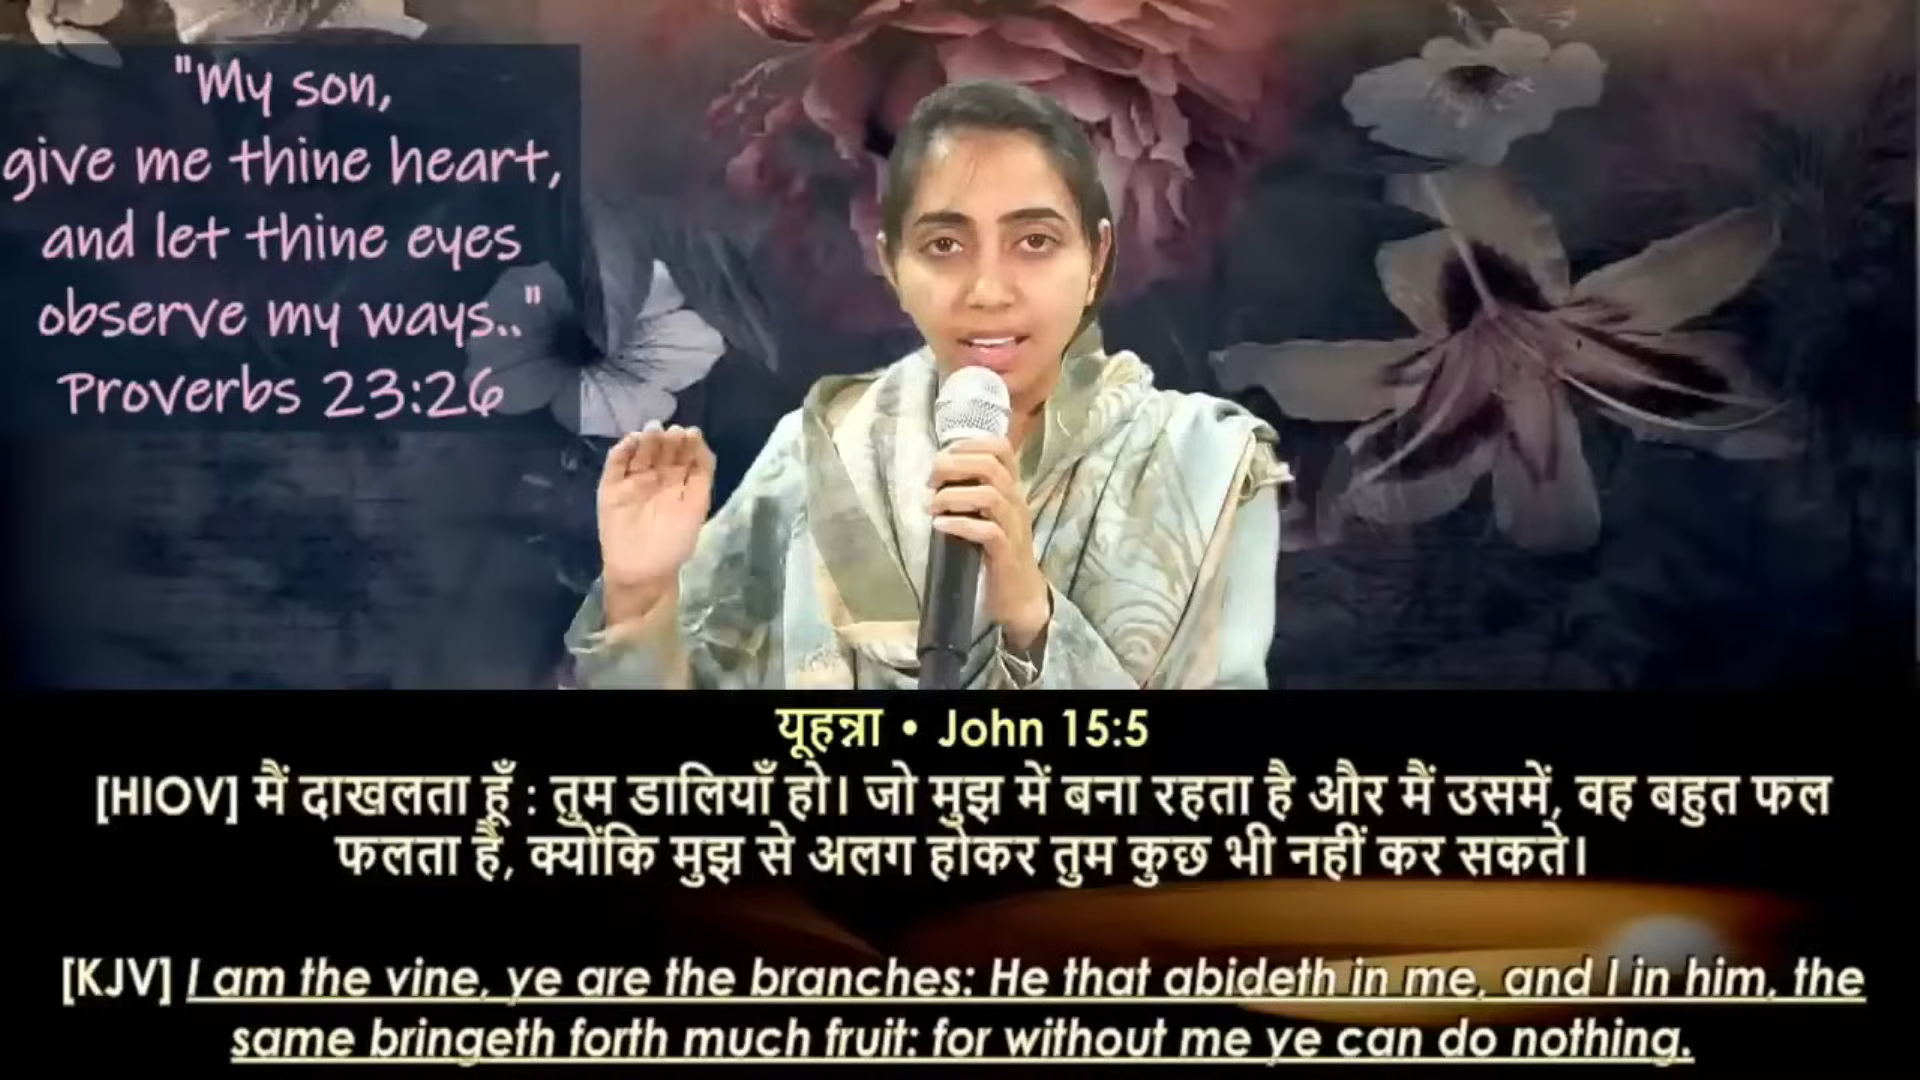 "My son,
give me thine heart,
and let thine eyes
observe my ways.."
Proverbs 23:26
यूहन्ना • John 15:5
[HIOV] मैं दाखलता हूँ : तुम डालियाँ हो। जो मुझ में बना रहता है और मैं उसमें, वह बहुत फल
फलता है, क्योंकि मुझ से अलग होकर तुम कुछ भी नहीं कर सकते।
[KJV] I am the vine, ye are the branches: He that abideth in me, and I in him, the
same bringeth forth much fruit: for without me ye can do nothing.